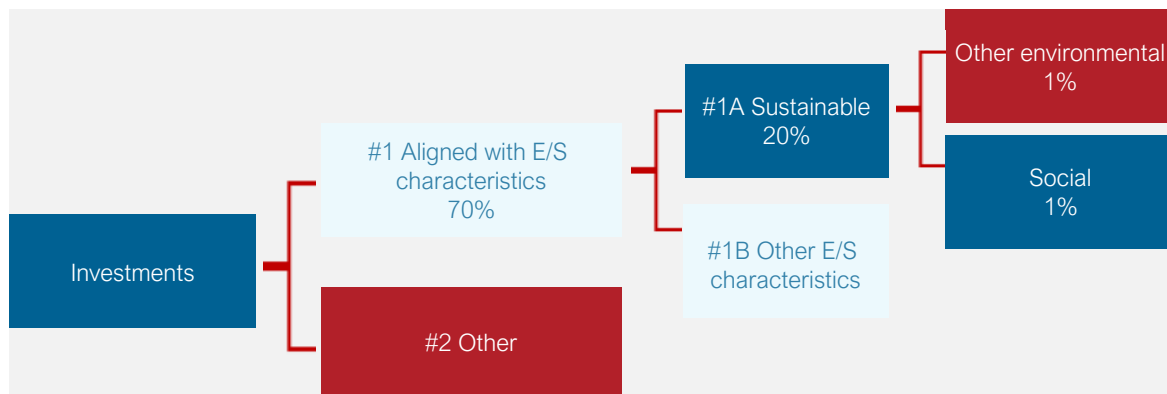 Investments
#1 Aligned with E/S
characteristics
70%
#2 Other
#1A Sustainable
20%
#1B Other E/S
characteristics
Other environmental
1%
Social
1%